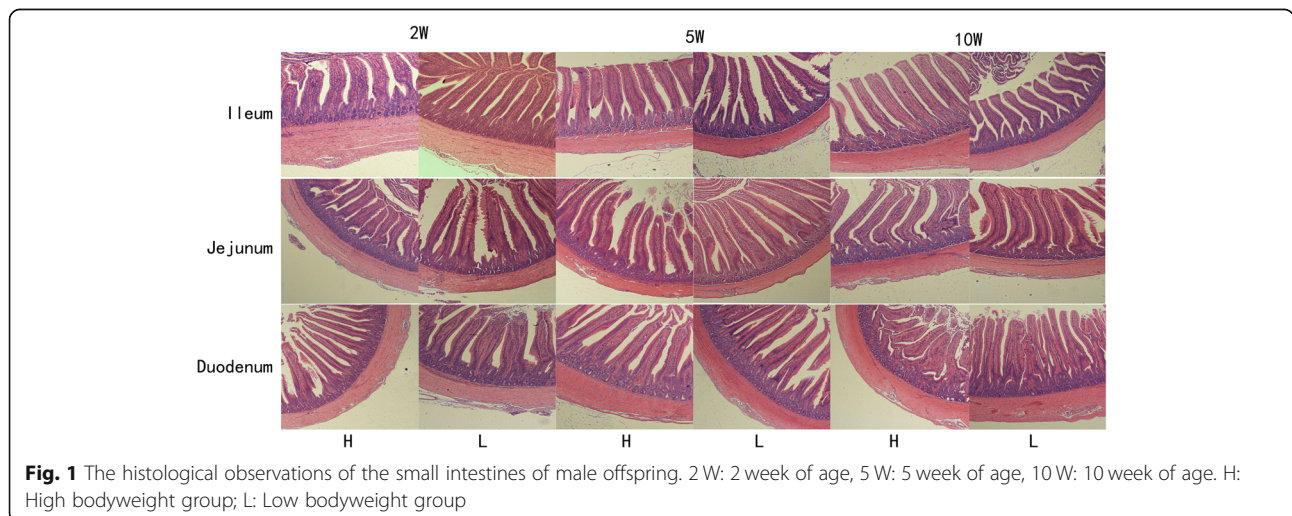 2W 5W 10W
Ileum
Jejunum
Duodenum
H L H L H L
Fig. 1 The histological observations of the small intestines of male offspring. 2 W: 2 week of age, 5 W: 5 week of age, 10 W: 10 week of age. H:
High bodyweight group; L: Low bodyweight group